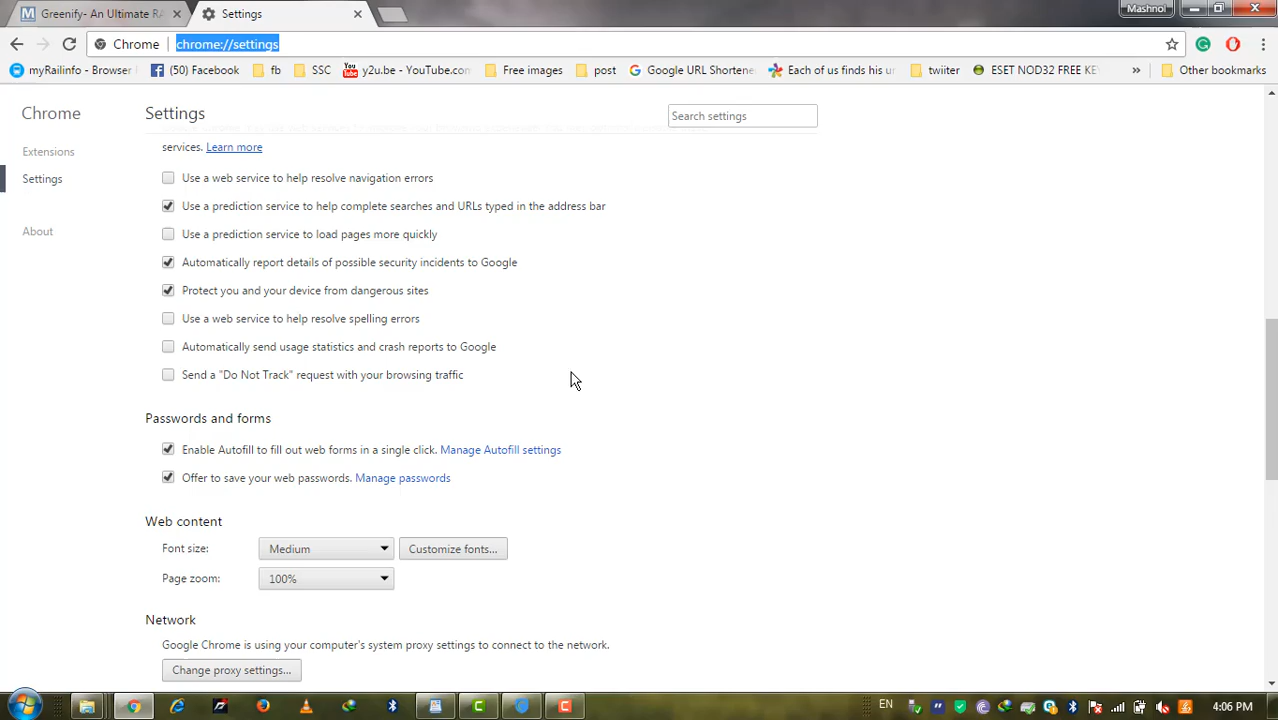 Greenify- An Ultimate RA
Settings
Mashnol
Chrome
chrome://settings
myRailinfo - Browser
(50) Facebook
fb
SSC
y2u.be - YouTube.co
Free images
post
Google URL Shortene
Each of us finds his u
twiiter
ESET NOD32 FREE KE
»
Other bookmarks
Chrome
Settings
Search settings
Extensions
Settings
About
services. Learn more
Use a web service to help resolve navigation errors
Use a prediction service to help complete searches and URLs typed in the address bar
Use a prediction service to load pages more quickly
Automatically report details of possible security incidents to Google
Protect you and your device from dangerous sites
Use a web service to help resolve spelling errors
Automatically send usage statistics and crash reports to Google
Send a "Do Not Track" request with your browsing traffic
Passwords and forms
Enable Autofill to fill out web forms in a single click. Manage Autofill settings
Offer to save your web passwords. Manage passwords
Web content
Font size:
Medium
Customize fonts...
Page zoom:
100%
Network
Google Chrome is using your computer's system proxy settings to connect to the network.
Change proxy settings...
EN
4:06 PM